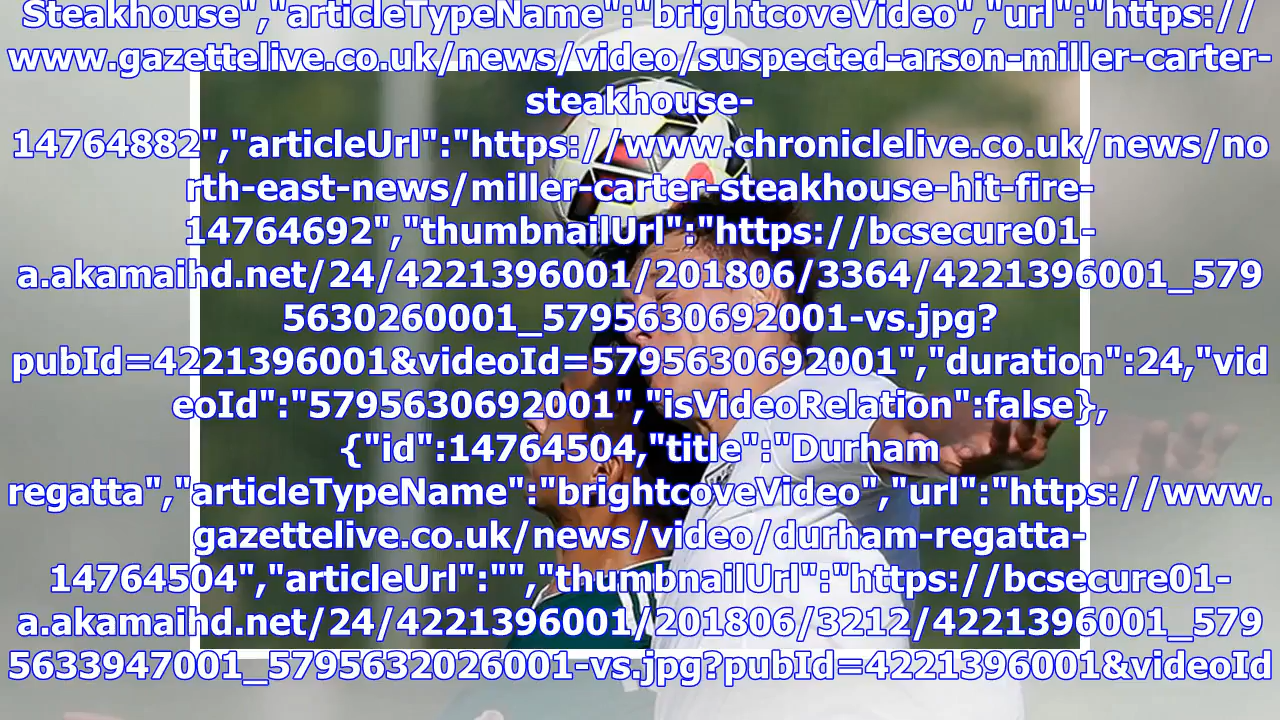 Steakhouse","articleTypeName":"brightcoveVideo","url":"https://
www.gazettelive.co.uk/news/video/suspected-arson-miller-carter-
steakhouse-
14764882","articleUrl":"https://www.chroniclelive.co.uk/news/no
rth-east-news/miller-carter-steakhouse-hit-fire-
14764692","thumbnailUrl":"https://bcsecure01-
a.akamaihd.net/24/4221396001/201806/3364/4221396001_579
5630260001_5795630692001-vs.jpg?
pubId=4221396001&videoId=5795630692001","duration":24,"vid
eoId":"5795630692001","isVideoRelation":false},
{"id":14764504,"title":"Durham
regatta","articleTypeName":"brightcoveVideo","url":"https://www.
gazettelive.co.uk/news/video/durham-regatta-
14764504","articleUrl":"","thumbnailUrl":"https://bcsecure01-
a.akamaihd.net/24/4221396001/201806/3212/4221396001_579
5633947001_5795632026001-vs.jpg?pubId=4221396001&videoId